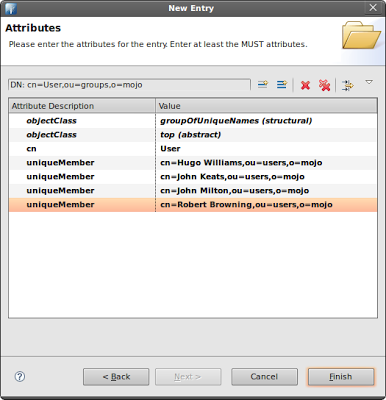 New Entry
Attributes
Please enter the attributes for the entry. Enter at least the MUST attributes.
DN: cn=User,ou=groups,o=mojo
Attribute Description Value
objectClass groupOfUniqueNames (structural)
objectClass top (abstract)
cn User
uniqueMember cn=Hugo Williams,ou=users,o=mojo
uniqueMember cn=John Keats,ou=users,o=mojo
uniqueMember cn=John Milton,ou=users,o=mojo
uniqueMember cn=Robert Browning,ou=users,o=mojo
? < Back Next > Cancel Finish